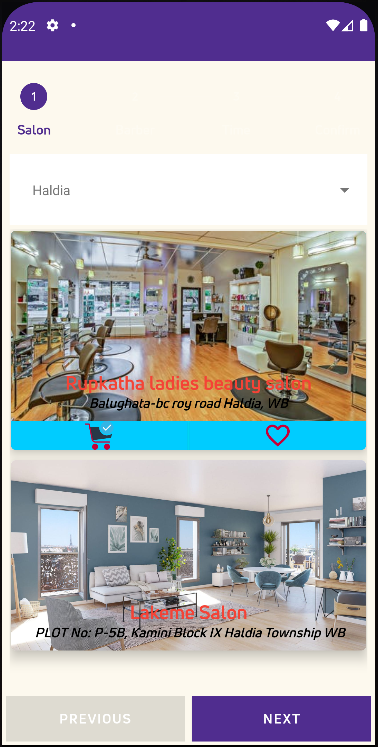 2:22
1
Salon
Haldia
Rupkatha ladies beauty salon
Balughata-bc roy road Haldia, WB
Lakeme Salon
PLOT No: P-5B, Kamini Block IX Haldia Township WB
PREVIOUS
NEXT